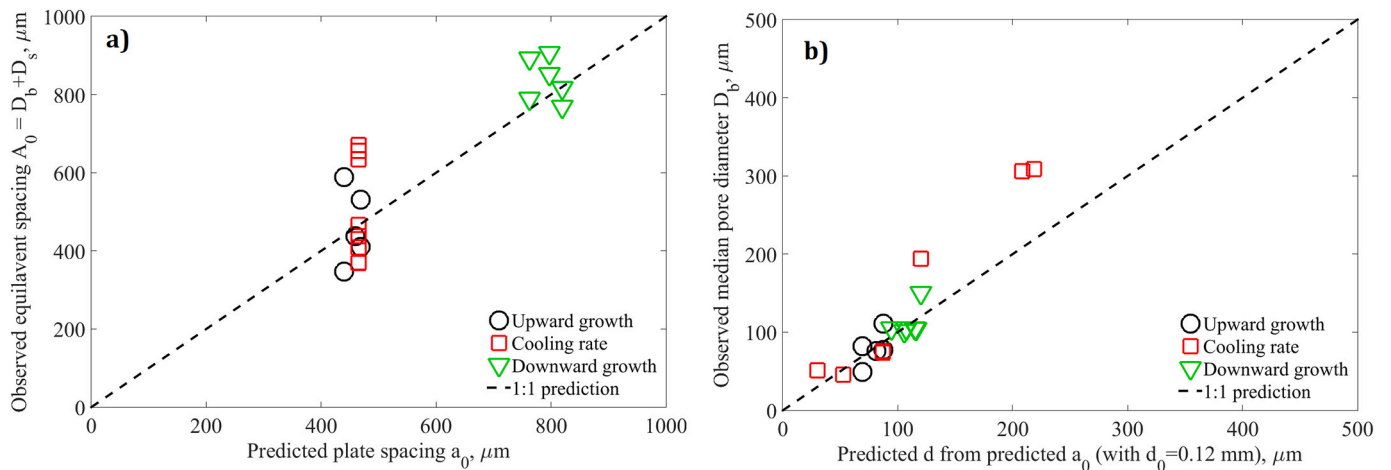 a)
Observed equilavent spacing A0 = Db+Ds, μm
1000
800
600
400
200
0
Upward growth
Cooling rate
Downward growth
1:1 prediction
0 200 400 600 800 1000
Predicted plate spacing a0, μm
b)
Observed median pore diameter Db, μm
500
400
300
200
100
0
Upward growth
Cooling rate
Downward growth
1:1 prediction
0 100 200 300 400 500
Predicted d from predicted a0 (with d0=0.12 mm), μm